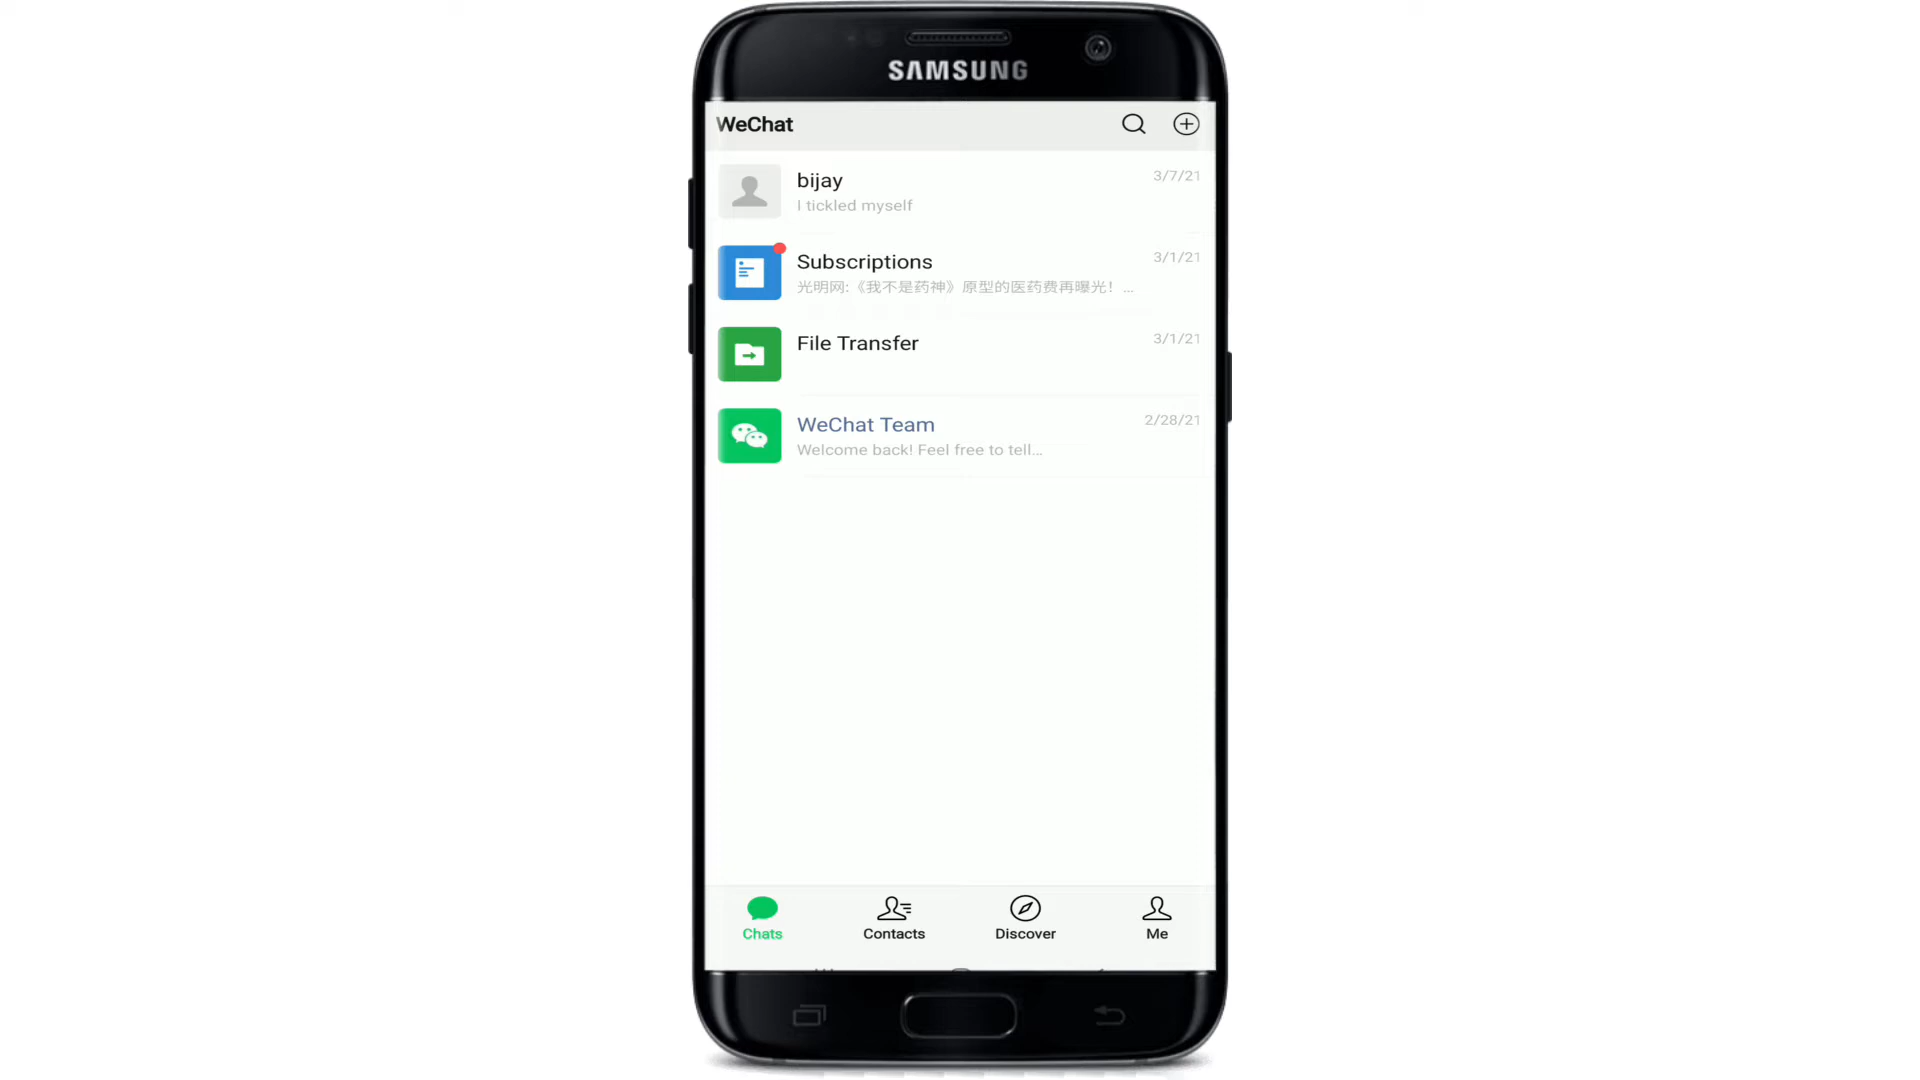 SAMSUNG
WeChat
bijay
3/7/21
I tickled myself
Subscriptions
3/1/21
光明网:《我不是药神》原型的医药费再曝光！...
File Transfer
3/1/21
WeChat Team
2/28/21
Welcome back! Feel free to tell...
Chats
Contacts
Discover
Me